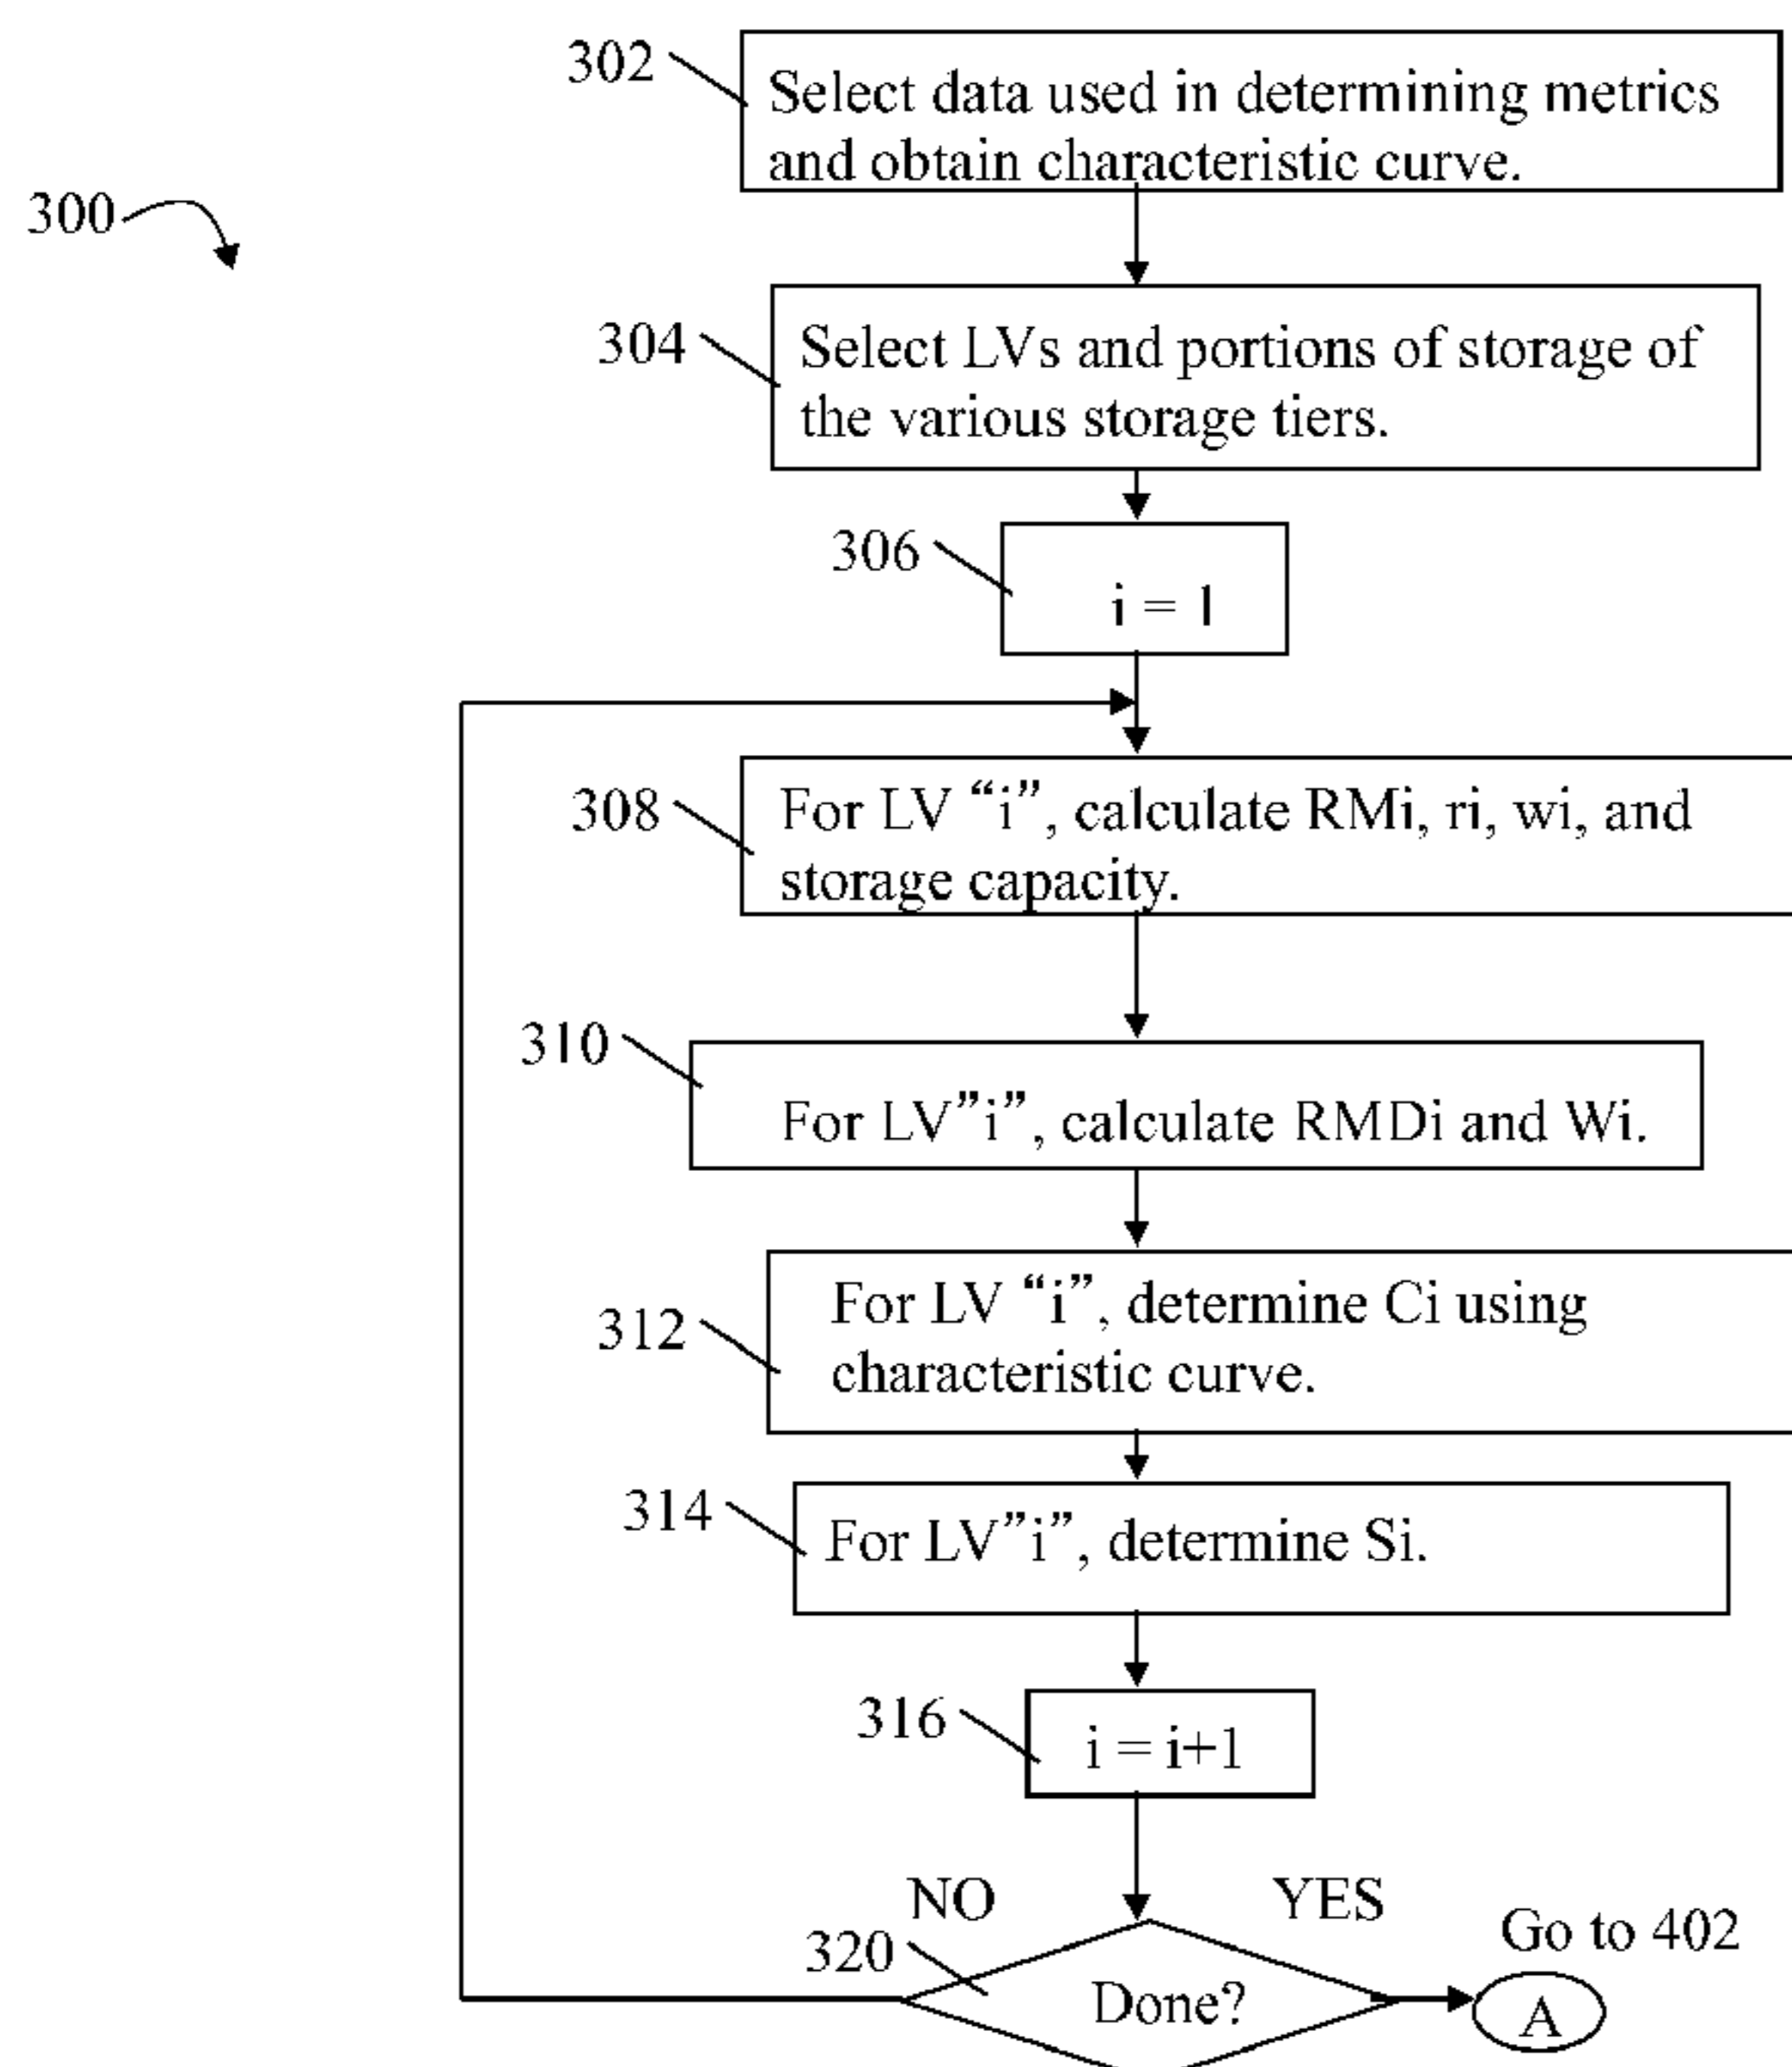 302
Select data used in determining metrics
and obtain characteristic curve.
300
304
Select LVs and portions of storage of
the various storage tiers.
306
i = 1
308
For LV “i”, calculate RMi, ri, wi, and
storage capacity.
310
For LV”i”, calculate RMDi and Wi.
312
For LV “i”, determine Ci using
characteristic curve.
314
For LV”i”, determine Si.
316
i = i+1
NO
YES
320
Done?
Go to 402
A